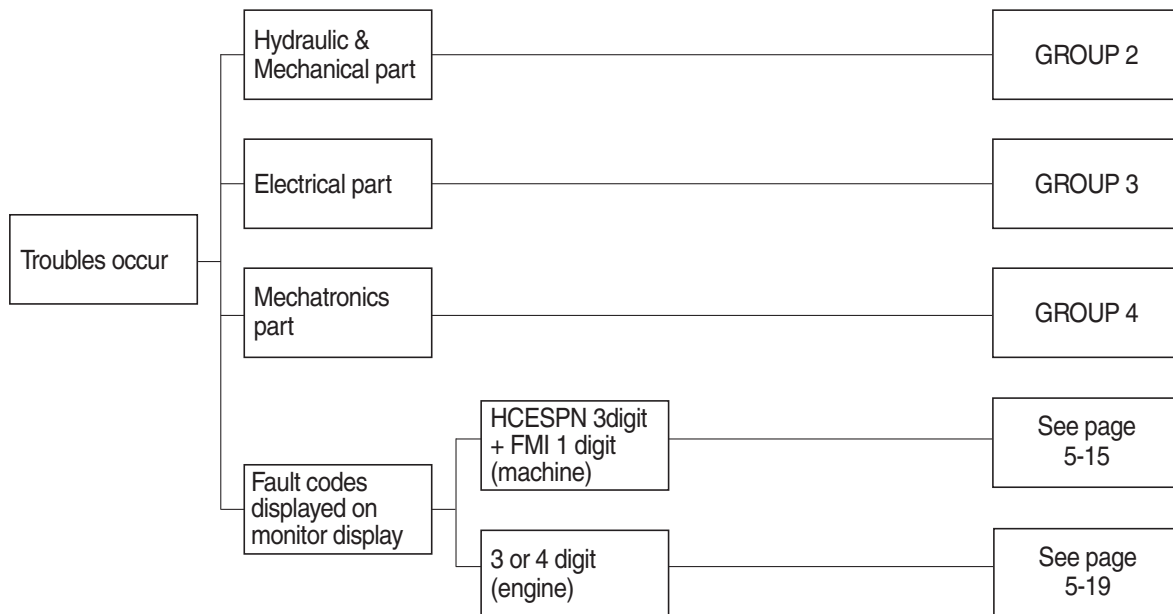 Troubles occur
Hydraulic &
Mechanical part
GROUP 2
Electrical part
GROUP 3
Mechatronics
part
GROUP 4
Fault codes
displayed on
monitor display
HCESPN 3digit
+ FMI 1 digit
(machine)
See page
5-15
3 or 4 digit
(engine)
See page
5-19